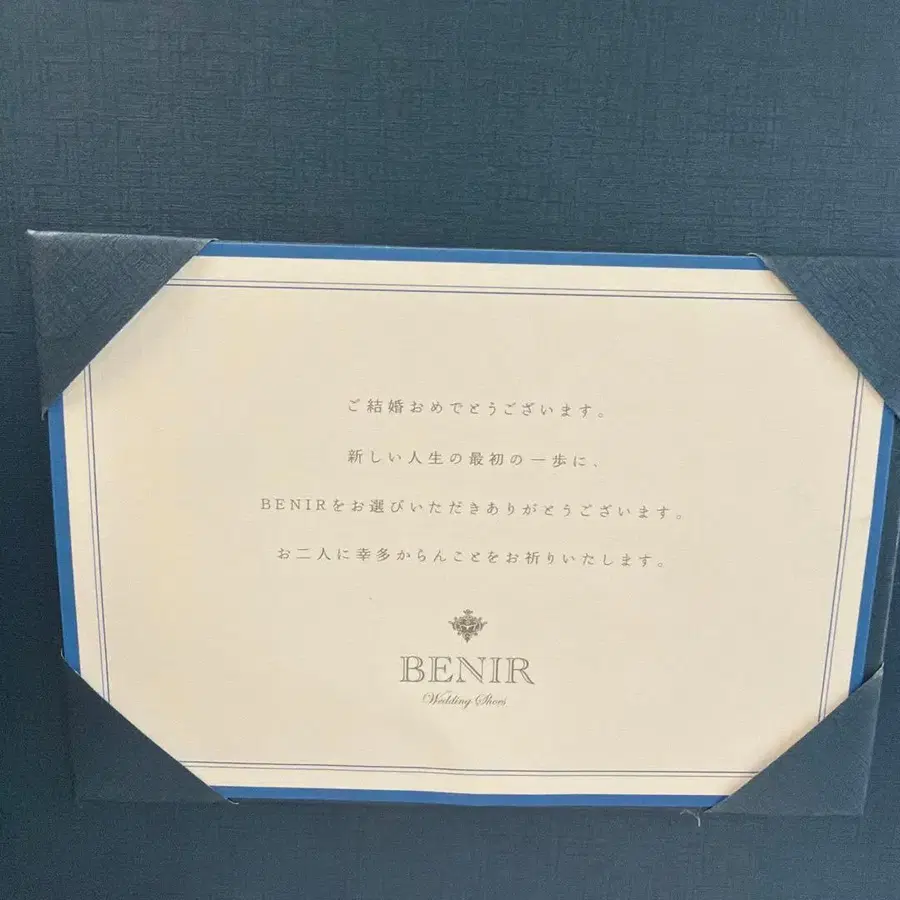 ご結婚おめでとうございます。
新しい人生の最初の一歩に、
BENIRをお選びいただきありがとうございます。
お二人に幸多からんことをお祈りいたします。
BENIR
Wedding Shoes